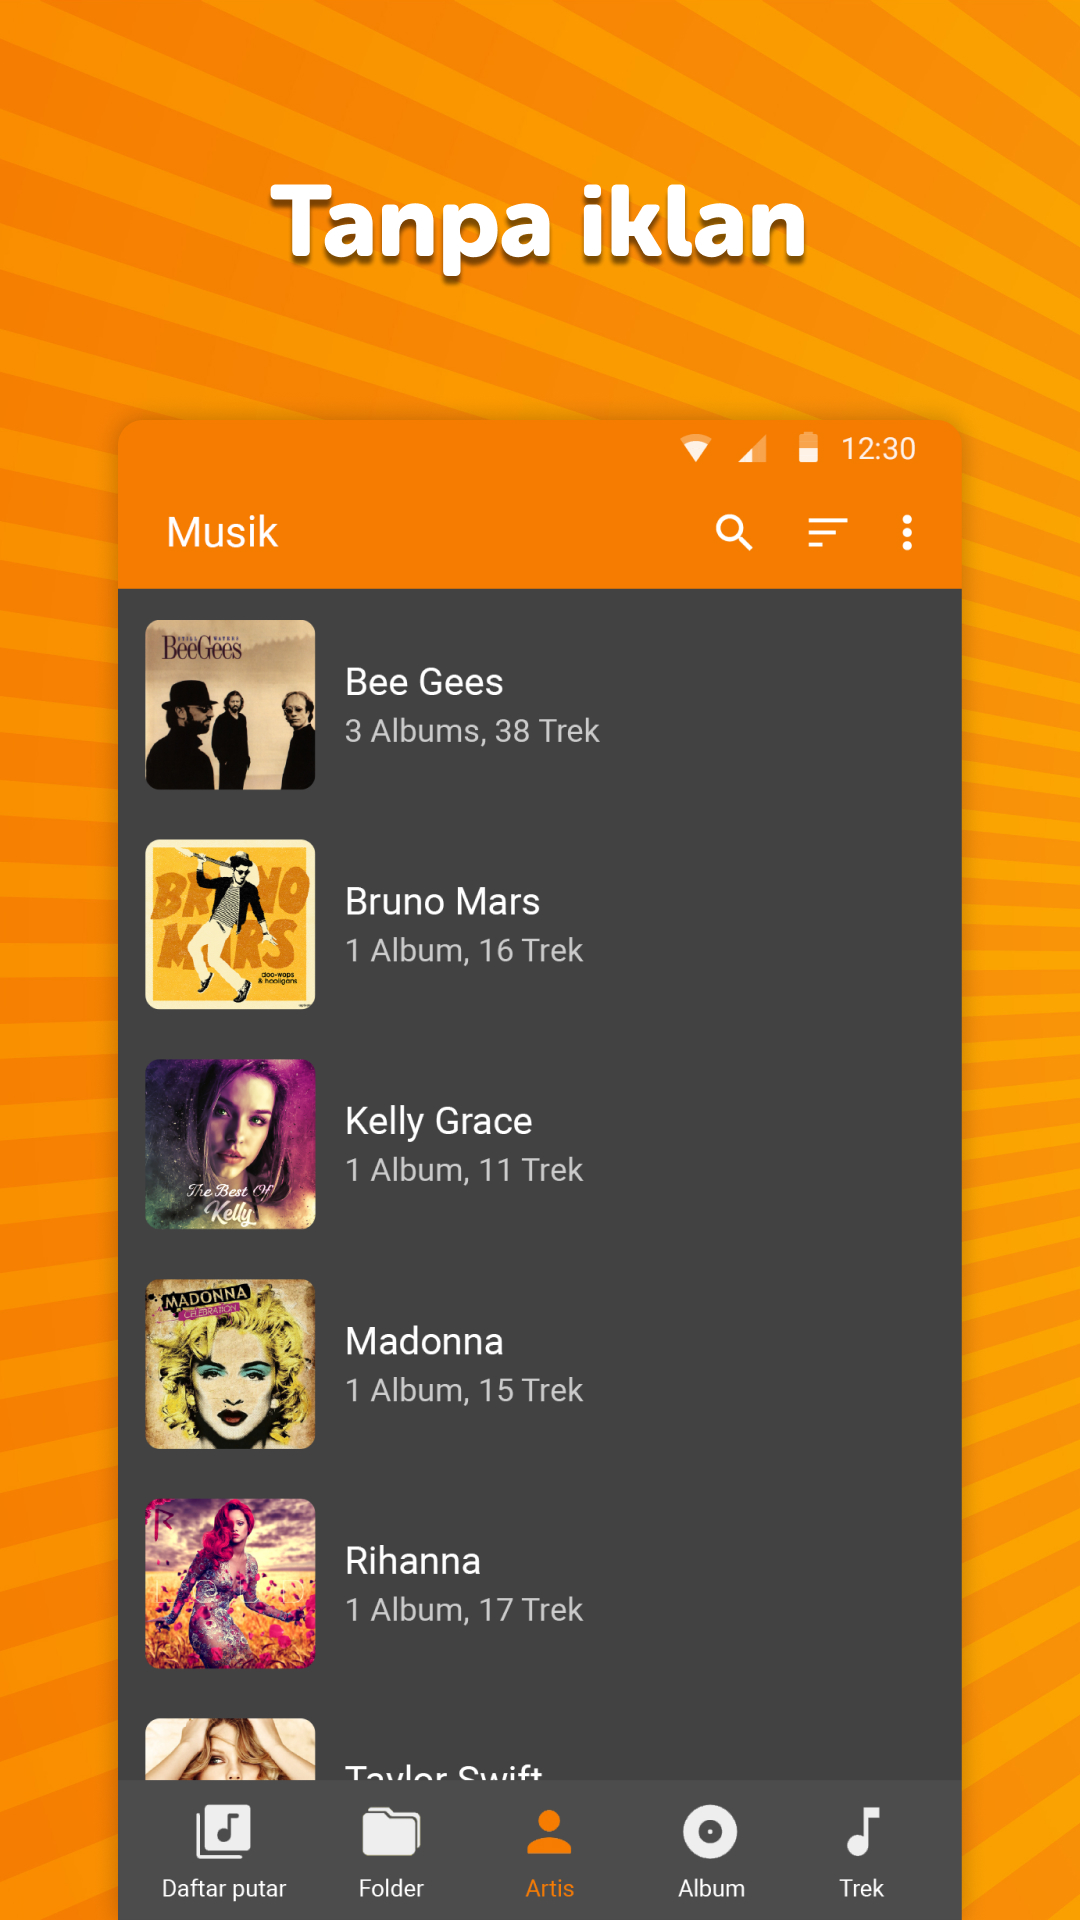 Tanpa iklan
12:30
Musik
STILL WATERS
BeeGees
Bee Gees
3 Albums, 38 Trek
BRUNO
MARS
doo-wops
& hooligans
Bruno Mars
1 Album, 16 Trek
The Best Of
Kelly
Kelly Grace
1 Album, 11 Trek
MADONNA
CELEBRATION
Madonna
1 Album, 15 Trek
R
Rihanna
1 Album, 17 Trek
Taylor Swift
Daftar putar
Folder
Artis
Album
Trek